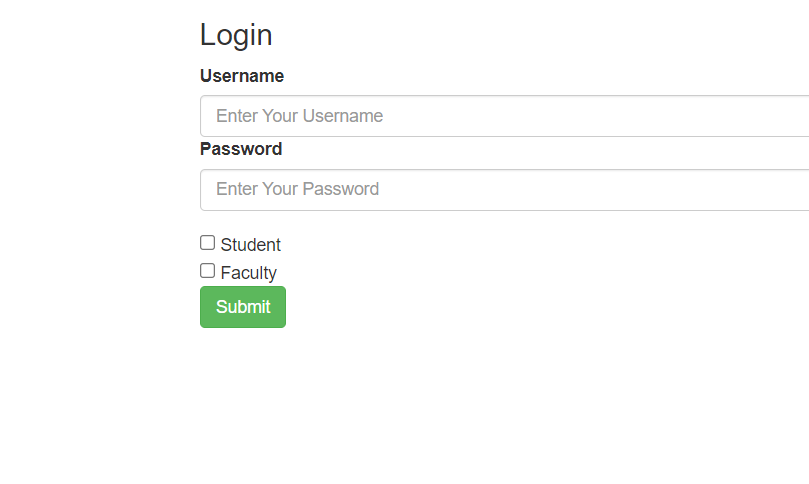 Login
Username
Enter Your Username
Password
Enter Your Password
Student
Faculty
Submit